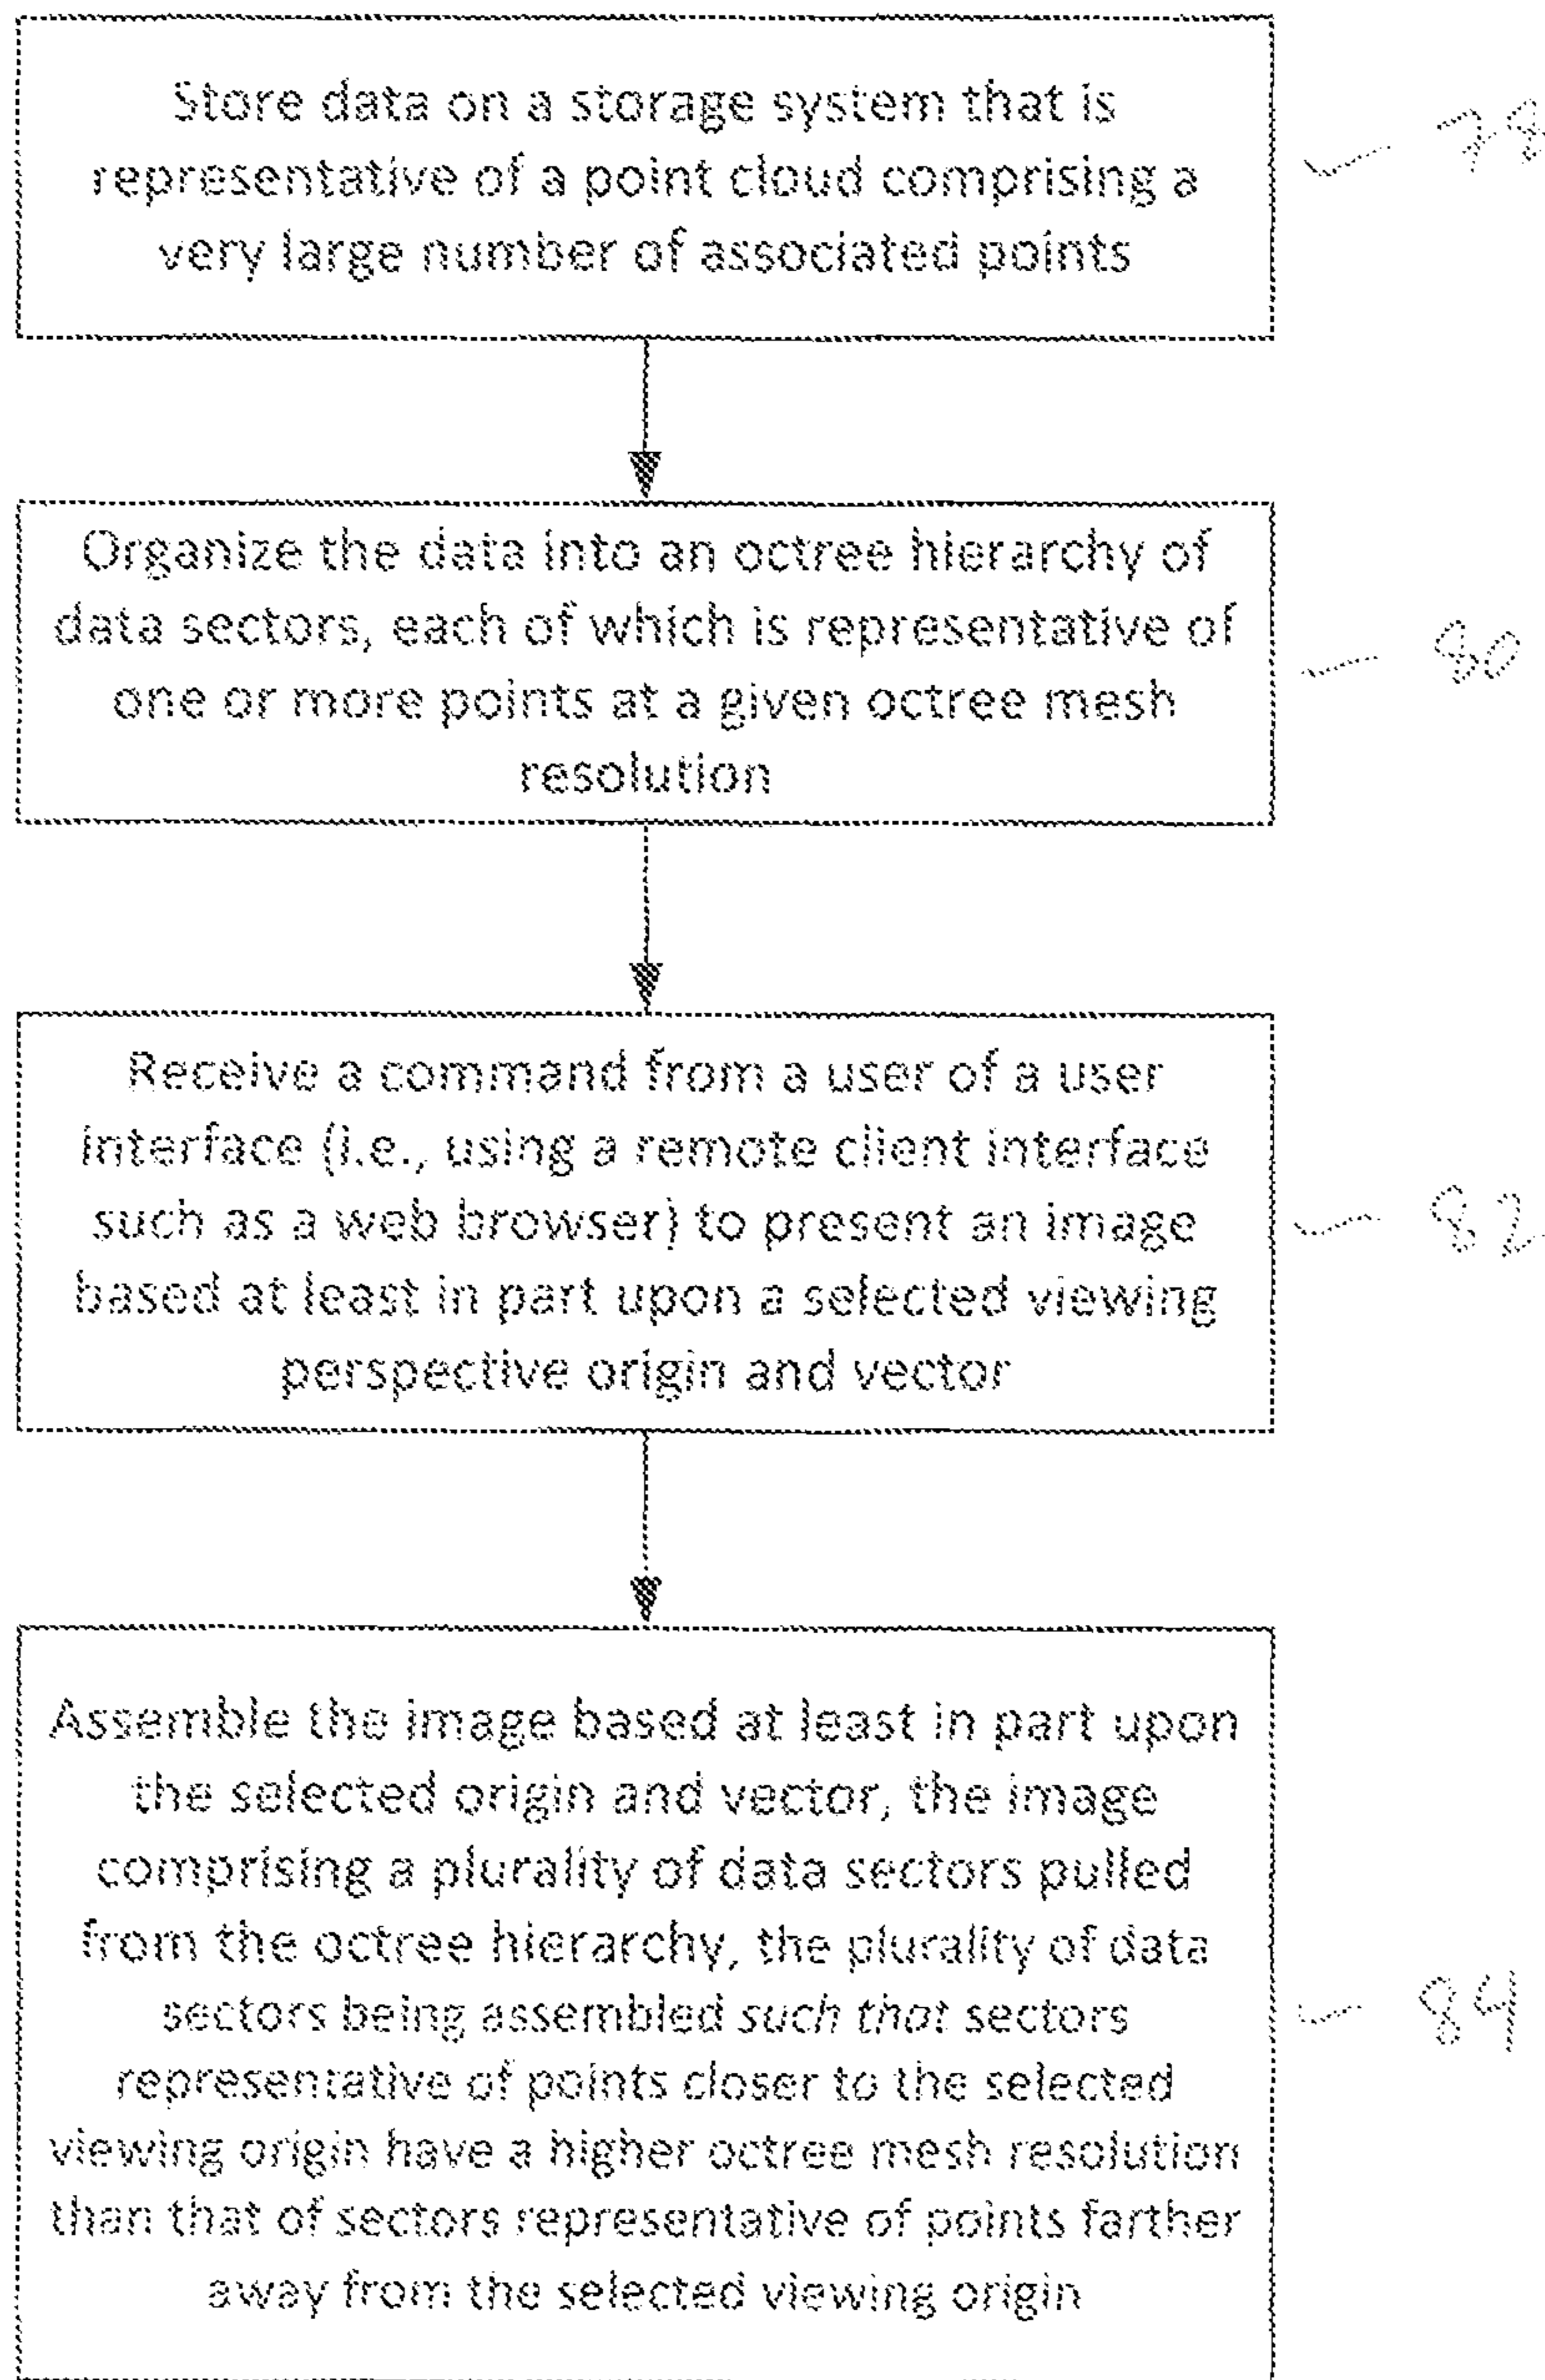 Store data on a storage system that is
representative of a point cloud comprising a
very large number of associated points
78
Organize the data into an octree hierarchy of
data sectors, each of which is representative of
one or more points at a given octree mesh
resolution
80
Receive a command from a user of a user
interface (i.e., using a remote client interface
such as a web browser) to present an image
based at least in part upon a selected viewing
perspective origin and vector
82
Assemble the image based at least in part upon
the selected origin and vector, the image
comprising a plurality of data sectors pulled
from the octree hierarchy, the plurality of data
sectors being assembled such that sectors
representative of points closer to the selected
viewing origin have a higher octree mesh resolution
than that of sectors representative of points farther
away from the selected viewing origin
84